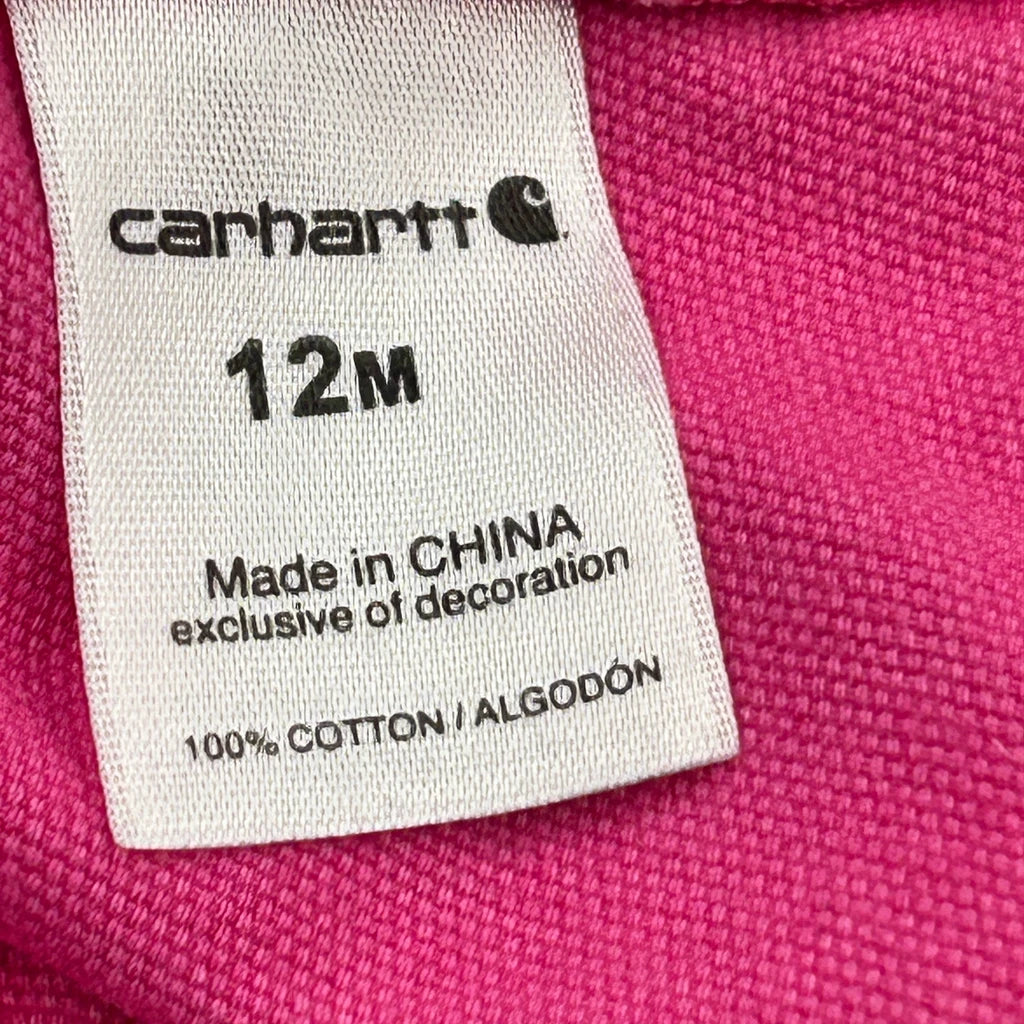 carhartt
12M
Made in CHINA
exclusive of decoration
100% COTTON / ALGODÓN